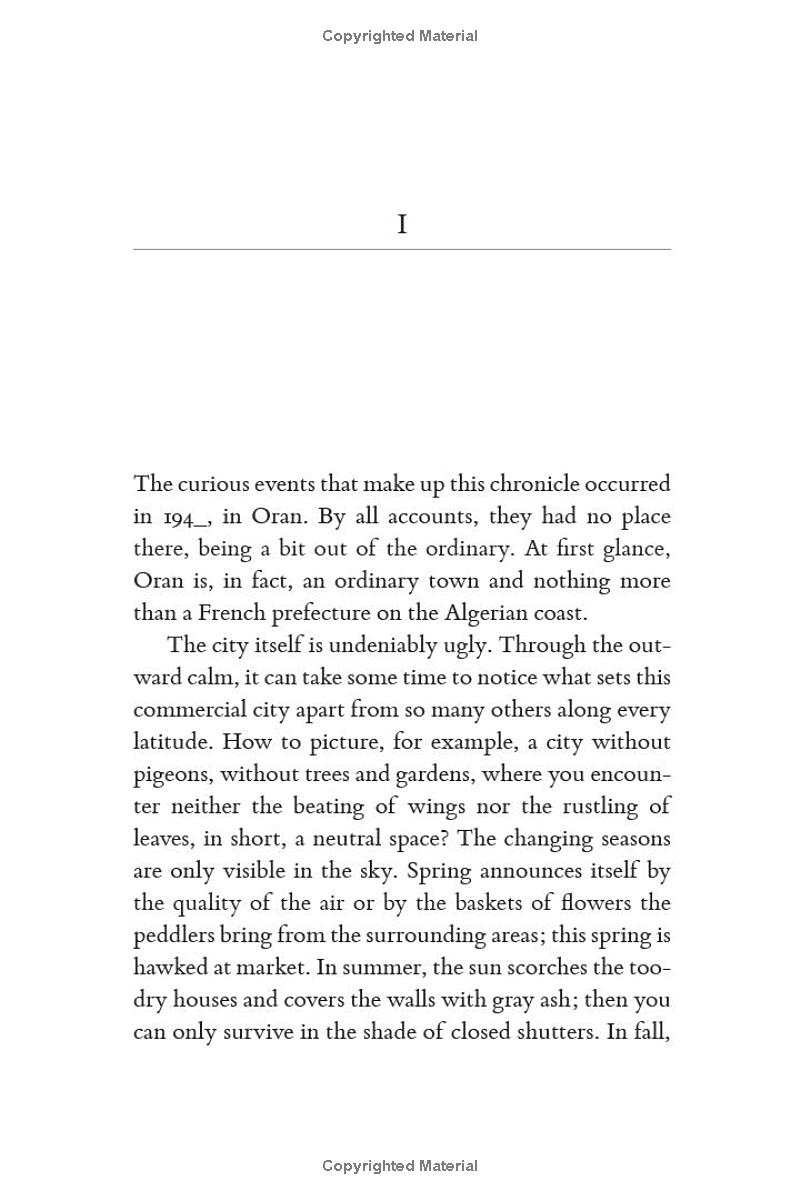 Copyrighted Material
I
The curious events that make up this chronicle occurred
in 194_, in Oran. By all accounts, they had no place
there, being a bit out of the ordinary. At first glance,
Oran is, in fact, an ordinary town and nothing more
than a French prefecture on the Algerian coast.
The city itself is undeniably ugly. Through the out-
ward calm, it can take some time to notice what sets this
commercial city apart from so many others along every
latitude. How to picture, for example, a city without
pigeons, without trees and gardens, where you encoun-
ter neither the beating of wings nor the rustling of
leaves, in short, a neutral space? The changing seasons
are only visible in the sky. Spring announces itself by
the quality of the air or by the baskets of flowers the
peddlers bring from the surrounding areas; this spring is
hawked at market. In summer, the sun scorches the too-
dry houses and covers the walls with gray ash; then you
can only survive in the shade of closed shutters. In fall,
Copyrighted Material